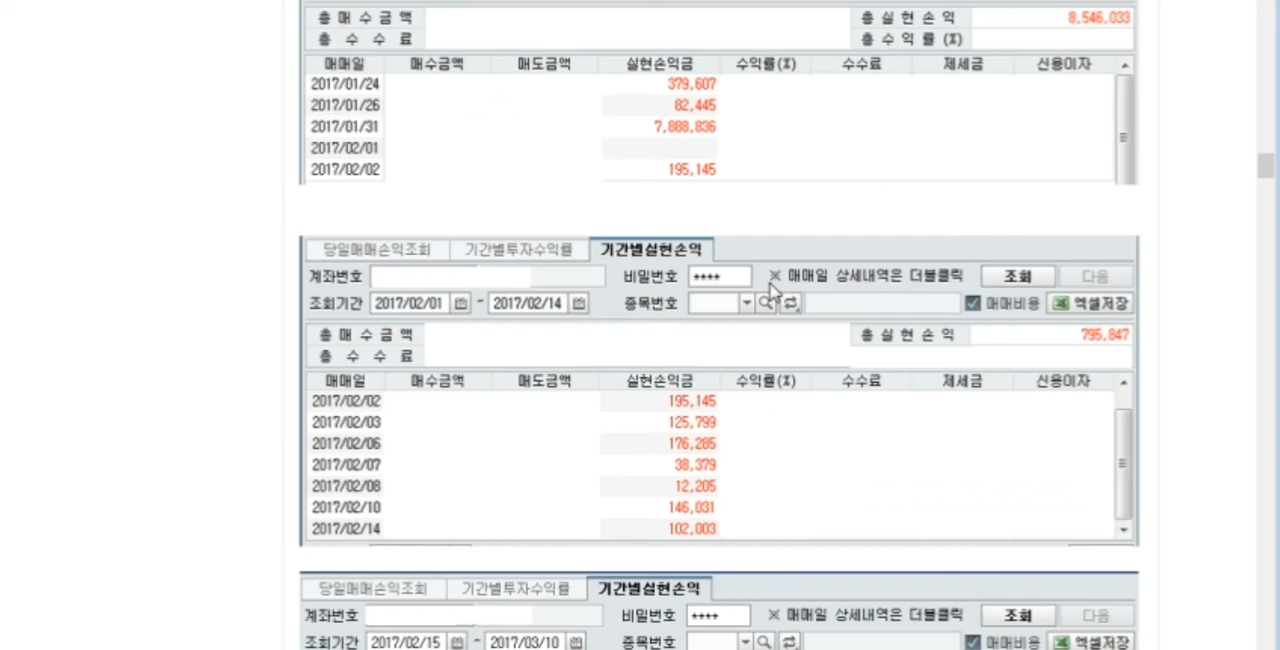 총 매 수 금 액 총 실 현 손 익 8,546,033
총 수 수 료 총 수 익 률 (%)
매매일 매수금액 매도금액 실현손익금 수익률(%) 수수료 제세금 신용이자
2017/01/24 379,607
2017/01/26 82,445
2017/01/31 7,888,836
2017/02/01
2017/02/02 195,145
당일매매손익조회 기간별투자수익률 기간별실현손익
계좌번호 비밀번호 **** ※ 매매일 상세내역은 더블클릭 조회 다음
조회기간 2017/02/01 ~ 2017/02/14 종목번호 매매비용 엑셀저장
총 매 수 금 액 총 실 현 손 익 795,847
총 수 수 료
매매일 매수금액 매도금액 실현손익금 수익률(%) 수수료 제세금 신용이자
2017/02/02 195,145
2017/02/03 125,799
2017/02/06 176,285
2017/02/07 38,379
2017/02/08 12,205
2017/02/10 146,031
2017/02/14 102,003
당일매매손익조회 기간별투자수익률 기간별실현손익
계좌번호 비밀번호 **** ※ 매매일 상세내역은 더블클릭 조회 다음
조회기간 2017/02/15 ~ 2017/03/10 종목번호 매매비용 엑셀저장